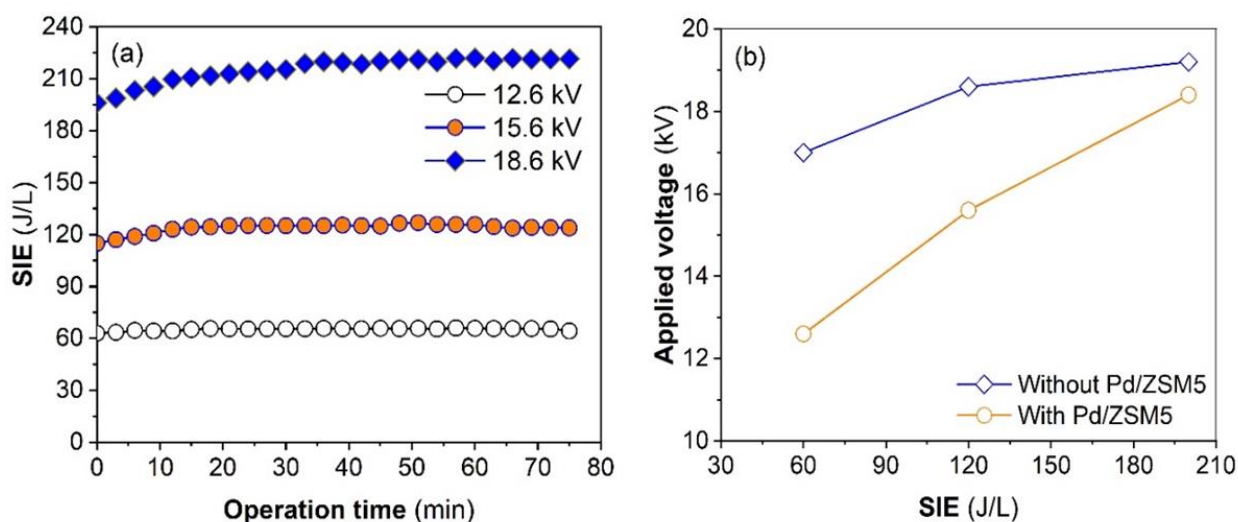 (a)
240
210
180
150
120
90
60
30
0
SIE (J/L)
12.6 kV
15.6 kV
18.6 kV
0 10 20 30 40 50 60 70 80
Operation time (min)
(b)
20
18
16
14
12
10
Applied voltage (kV)
Without Pd/ZSM5
With Pd/ZSM5
30 60 90 120 150 180 210
SIE (J/L)